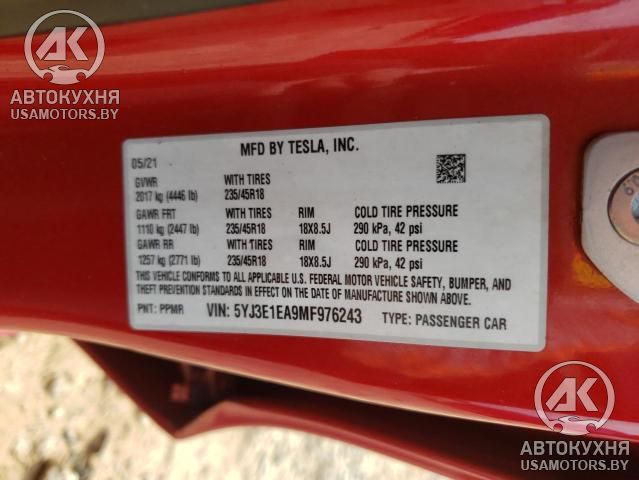 АК
АВТОКУХНЯ
USAMOTORS.BY
MFD BY TESLA, INC.
05/21
GVWR WITH TIRES
2017 kg (4446 lb) 235/45R18
GAWR FRT WITH TIRES RIM COLD TIRE PRESSURE
1110 kg (2447 lb) 235/45R18 18X8.5J 290 kPa, 42 psi
GAWR RR WITH TIRES RIM COLD TIRE PRESSURE
1257 kg (2771 lb) 235/45R18 18X8.5J 290 kPa, 42 psi
THIS VEHICLE CONFORMS TO ALL APPLICABLE U.S. FEDERAL MOTOR VEHICLE SAFETY, BUMPER, AND
THEFT PREVENTION STANDARDS IN EFFECT ON THE DATE OF MANUFACTURE SHOWN ABOVE.
PNT: PPMR VIN: 5YJ3E1EA9MF976243 TYPE: PASSENGER CAR
АК
АВТОКУХНЯ
USAMOTORS.BY